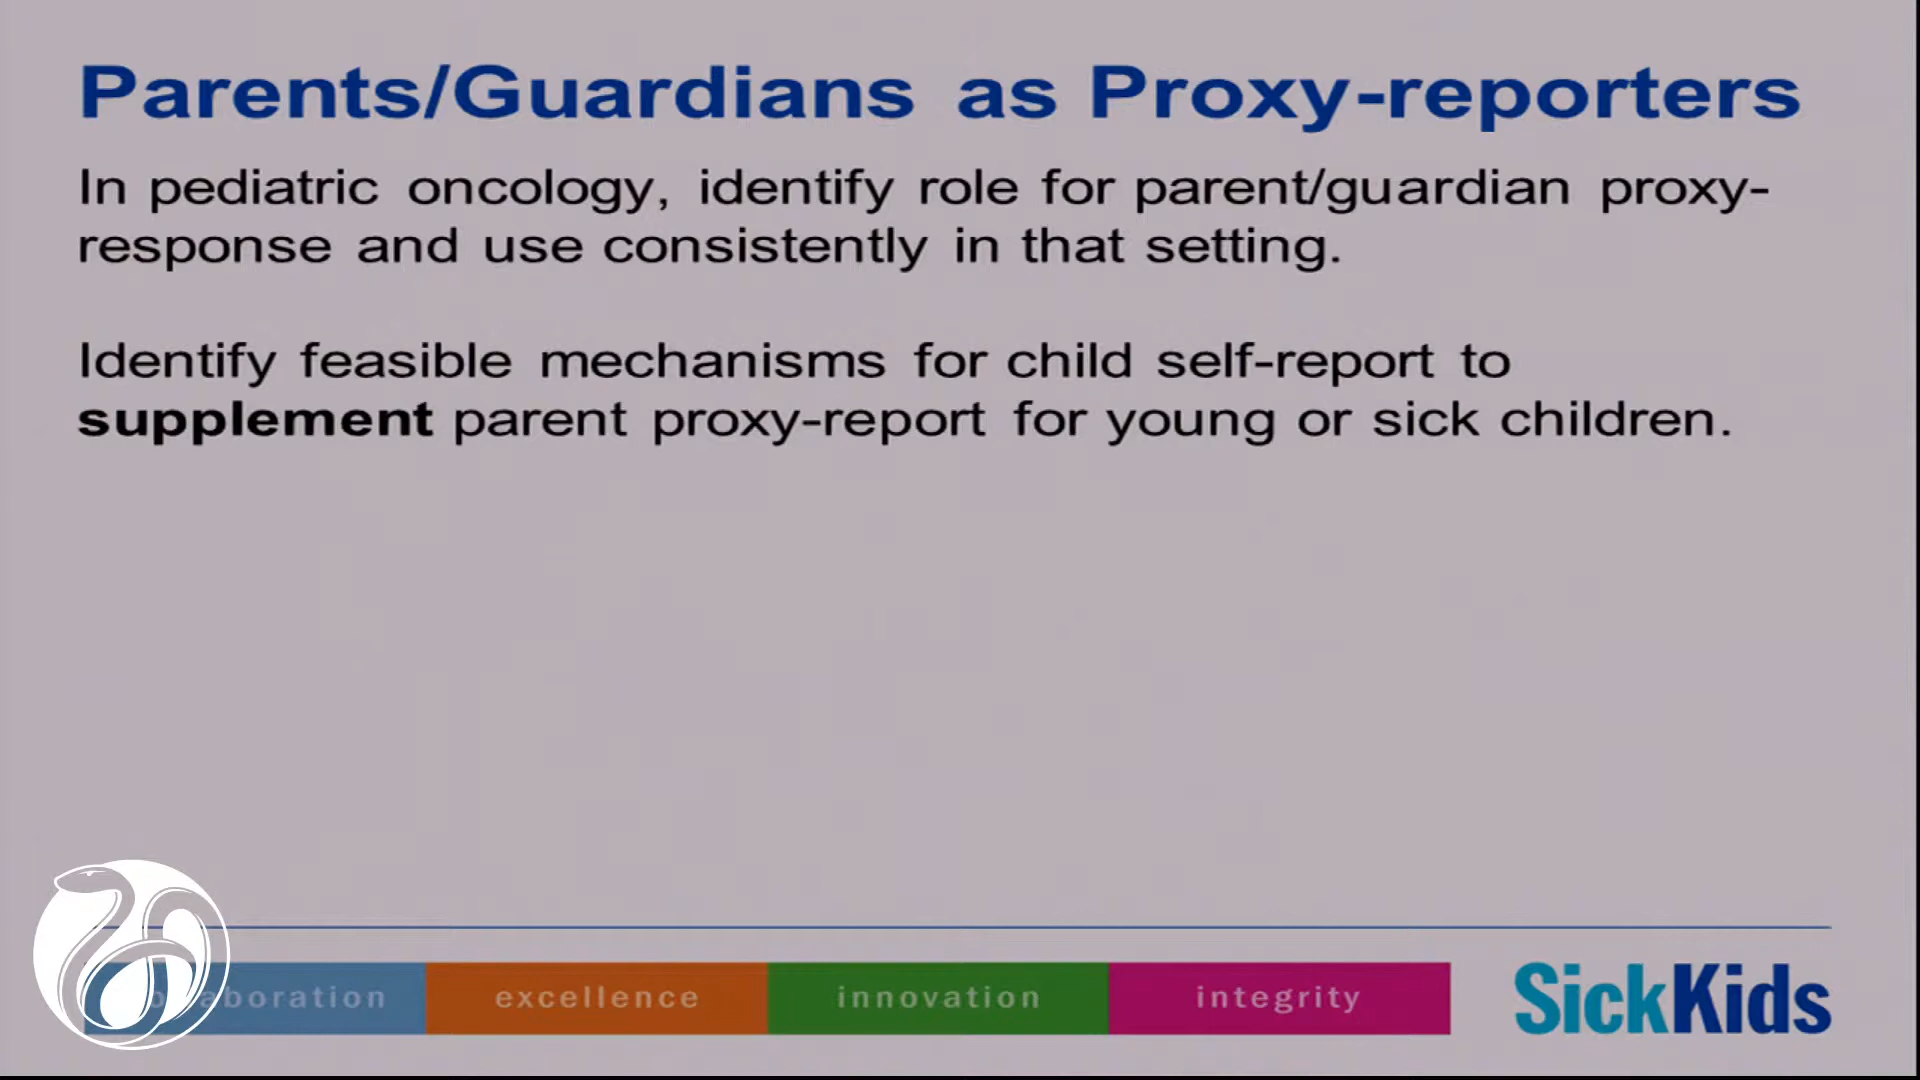 Parents/Guardians as Proxy-reporters
In pediatric oncology, identify role for parent/guardian proxy-
response and use consistently in that setting.
Identify feasible mechanisms for child self-report to
supplement parent proxy-report for young or sick children.
excellence
innovation
integrity
SickKids